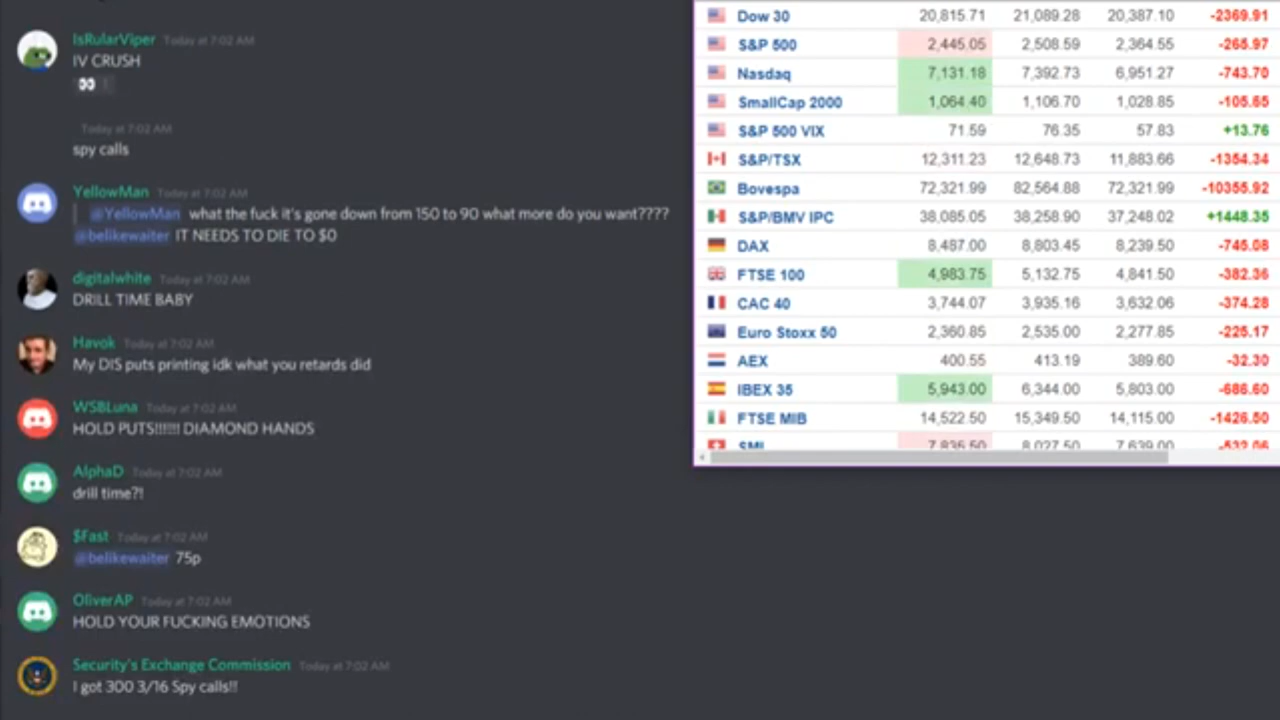 IsRularViper Today at 7:02 AM
IV CRUSH
Today at 7:02 AM
spy calls
YellowMan Today at 7:02 AM
@YellowMan what the fuck it's gone down from 150 to 90 what more do you want????
@belikewaiter IT NEEDS TO DIE TO $0
digitalwhite Today at 7:02 AM
DRILL TIME BABY
Havok Today at 7:02 AM
My DIS puts printing idk what you retards did
WSBLuna Today at 7:02 AM
HOLD PUTS!!!!!! DIAMOND HANDS
AlphaD Today at 7:02 AM
drill time?!
$Fast Today at 7:02 AM
@belikewaiter 75p
OliverAP Today at 7:02 AM
HOLD YOUR FUCKING EMOTIONS
Security's Exchange Commission Today at 7:02 AM
I got 300 3/16 Spy calls!!
Dow 30 20,815.71 21,089.28 20,387.10 -2369.91
S&P 500 2,445.05 2,508.59 2,364.55 -265.97
Nasdaq 7,131.18 7,392.73 6,951.27 -743.70
SmallCap 2000 1,064.40 1,106.70 1,028.85 -105.65
S&P 500 VIX 71.59 76.35 57.83 +13.76
S&P/TSX 12,311.23 12,648.73 11,883.66 -1354.34
Bovespa 72,321.99 82,564.88 72,321.99 -10355.92
S&P/BMV IPC 38,085.05 38,258.90 37,248.02 +1448.35
DAX 8,487.00 8,803.45 8,239.50 -745.08
FTSE 100 4,983.75 5,132.75 4,841.50 -382.36
CAC 40 3,744.07 3,935.16 3,632.06 -374.28
Euro Stoxx 50 2,360.85 2,535.00 2,277.85 -225.17
AEX 400.55 413.19 389.60 -32.30
IBEX 35 5,943.00 6,344.00 5,803.00 -686.60
FTSE MIB 14,522.50 15,349.50 14,115.00 -1426.50
SMI 7,836.50 8,027.50 7,639.00 -532.06